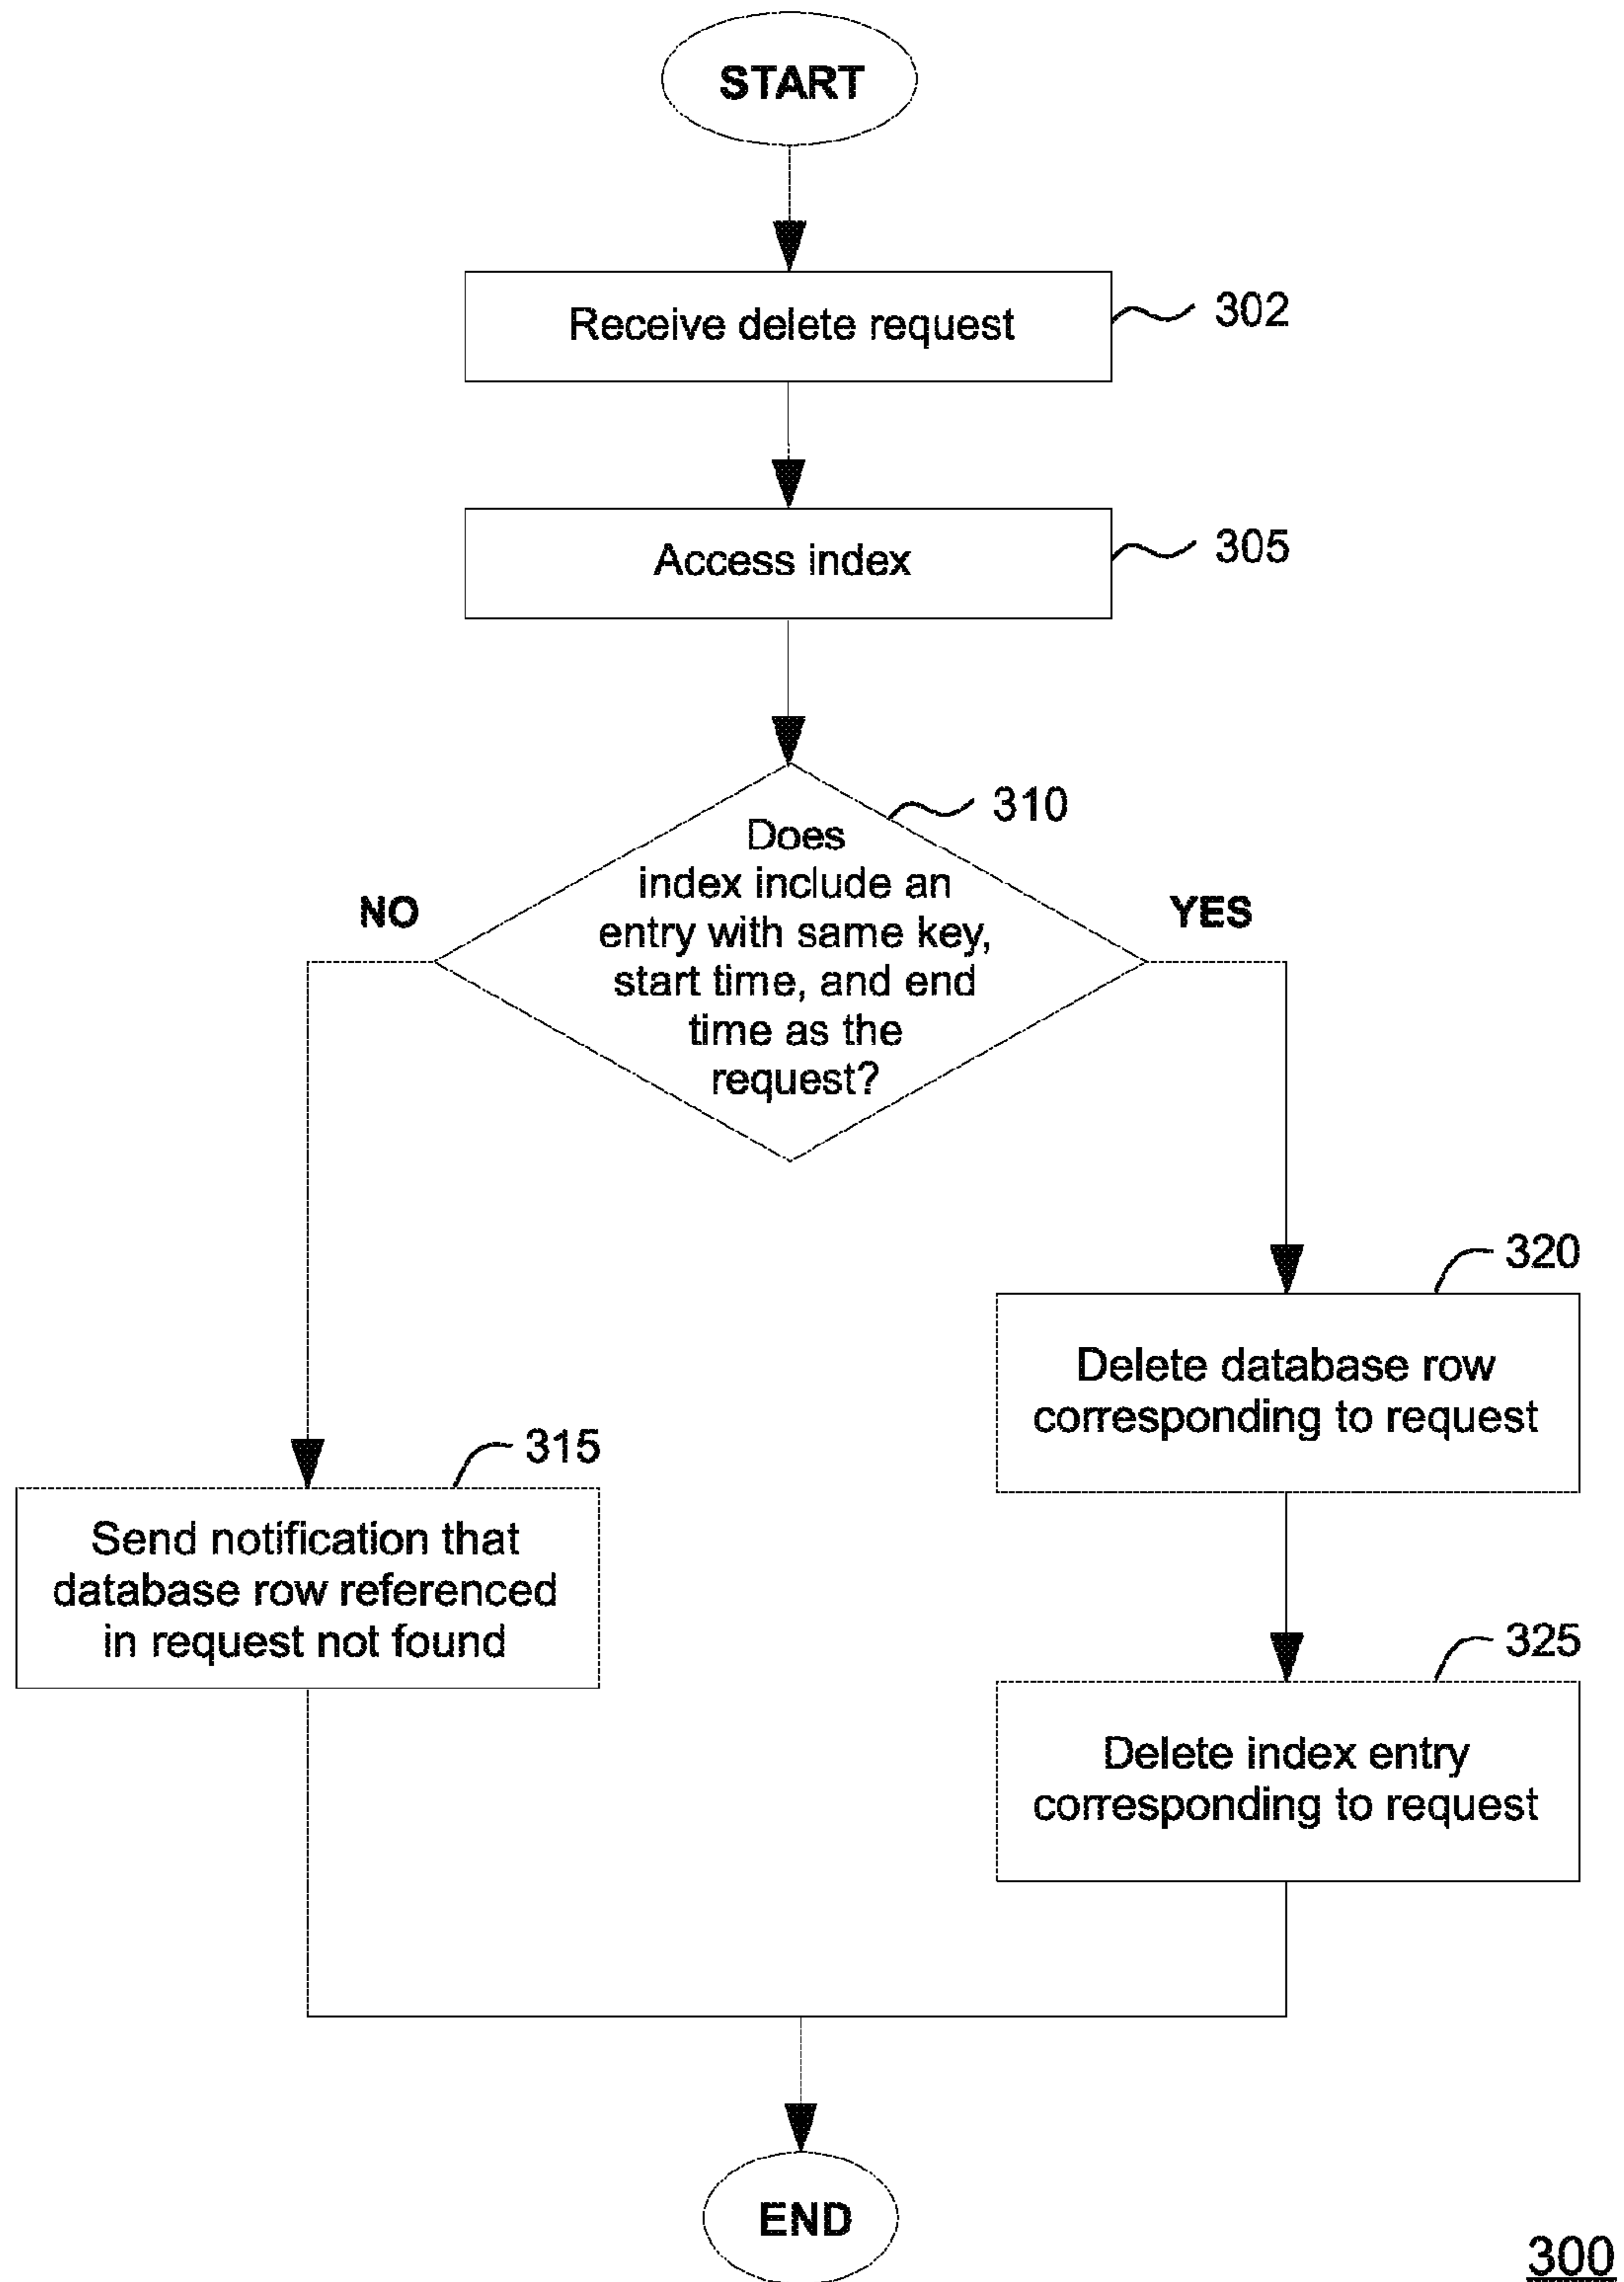 START
Receive delete request
302
Access index
305
310
Does
index include an
entry with same key,
start time, and end
time as the
request?
NO
YES
320
Delete database row
corresponding to request
315
Send notification that
database row referenced
in request not found
325
Delete index entry
corresponding to request
END
300